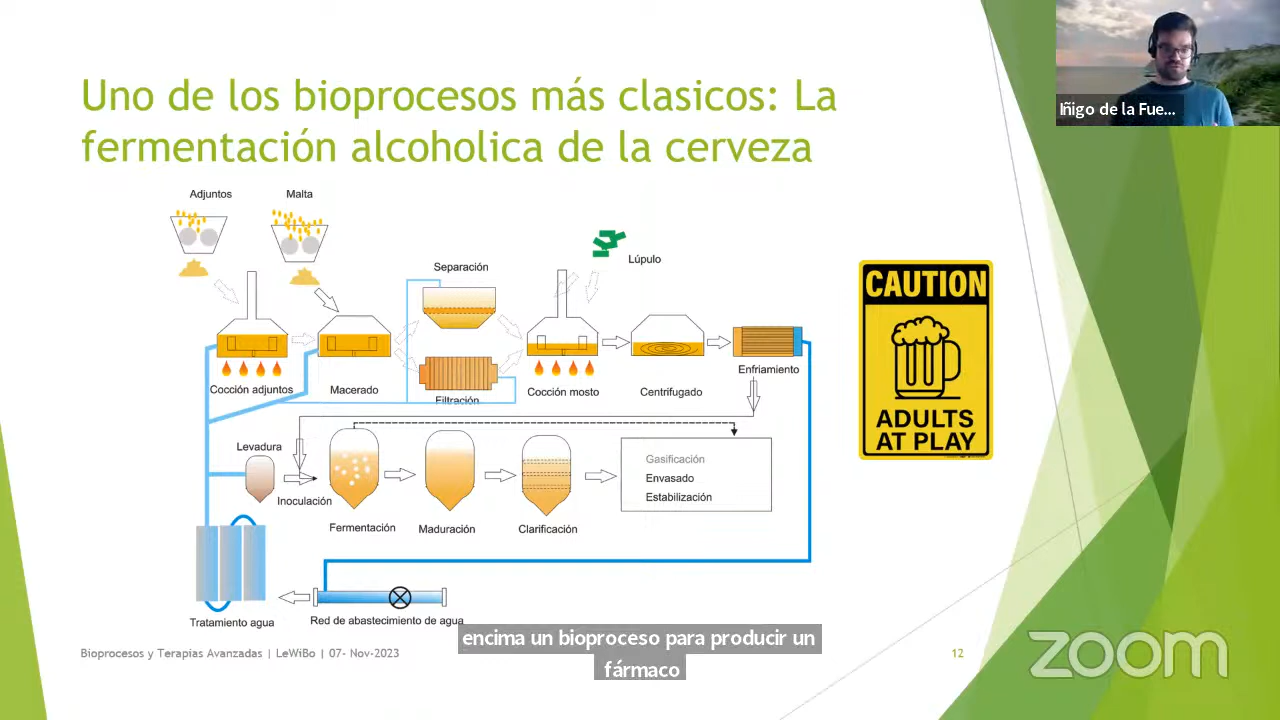 Uno de los bioprocesos más clasicos: La
fermentación alcoholica de la cerveza
Iñigo de la Fue...
Adjuntos
Malta
Separación
Lúpulo
CAUTION
ADULTS
AT PLAY
Cocción adjuntos
Macerado
Filtración
Cocción mosto
Centrifugado
Enfriamiento
Levadura
Inoculación
Fermentación
Maduración
Clarificación
Gasificación
Envasado
Estabilización
Tratamiento agua
Red de abastecimiento de agua
encima un bioproceso para producir un
fármaco
Bioprocesos y Terapias Avanzadas | LeWiBo | 07- Nov-2023
12
zoom